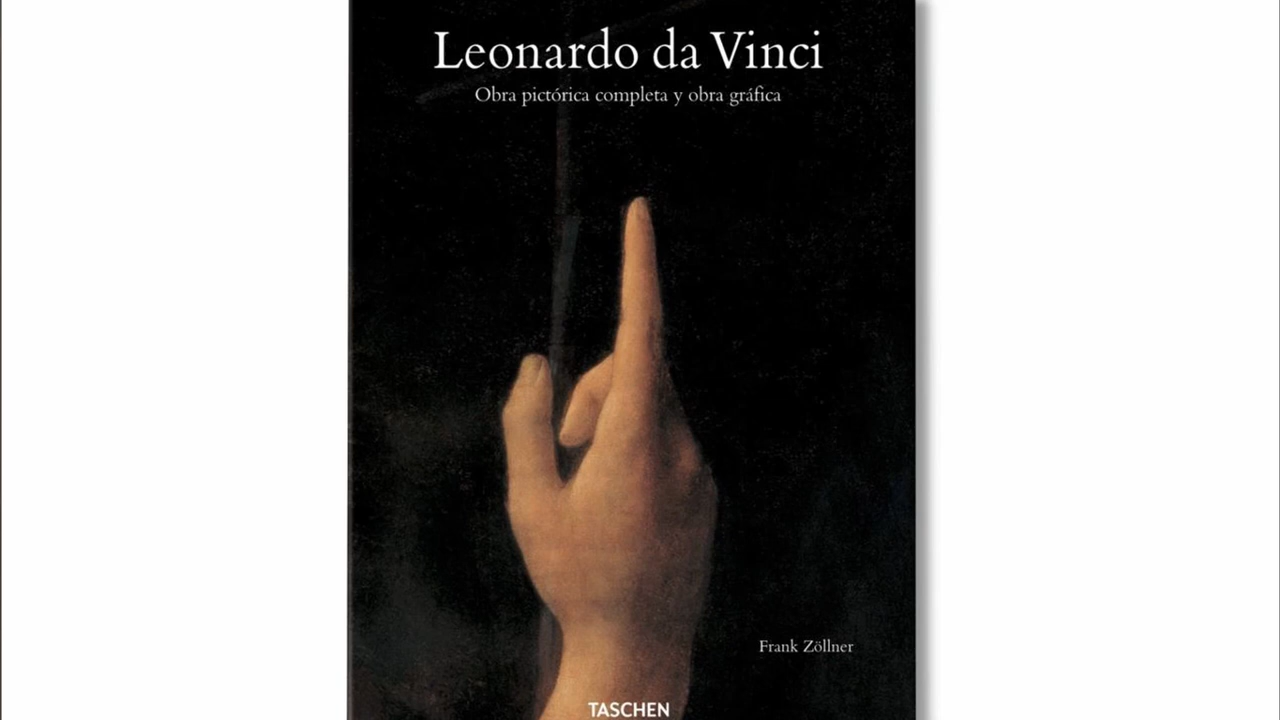 Leonardo da Vinci
Obra pictórica completa y obra gráfica
Frank Zöllner
TASCHEN